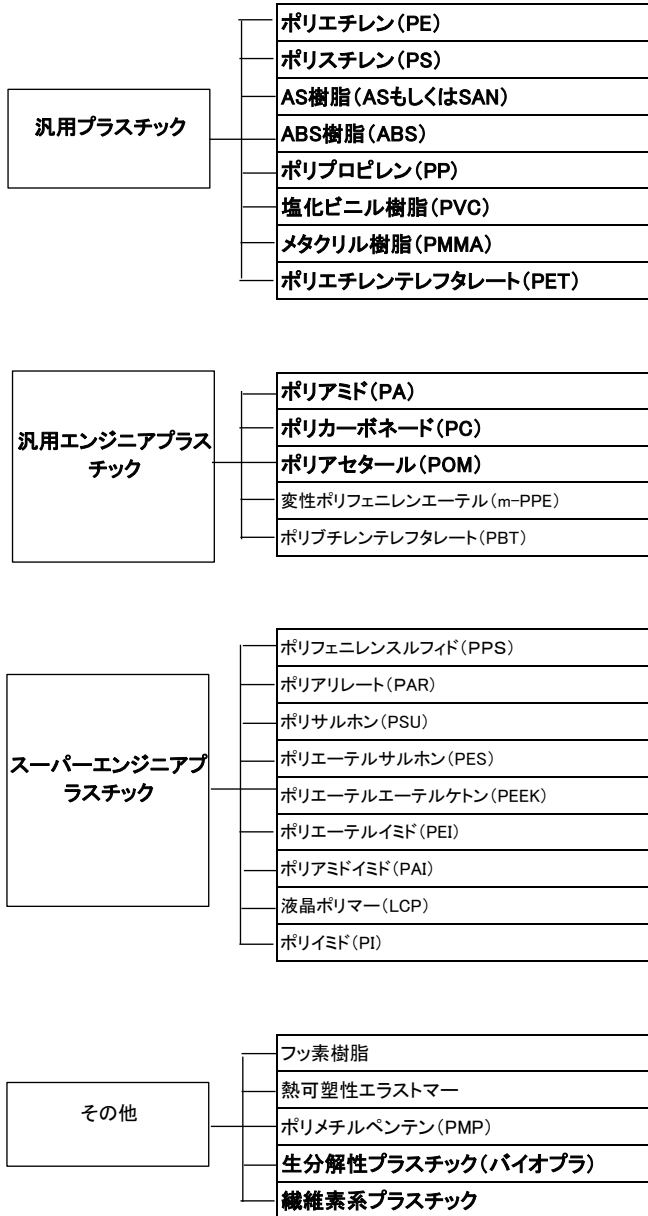 汎用プラスチック
ポリエチレン(PE)
ポリスチレン(PS)
AS樹脂(ASもしくはSAN)
ABS樹脂(ABS)
ポリプロピレン(PP)
塩化ビニル樹脂(PVC)
メタクリル樹脂(PMMA)
ポリエチレンテレフタレート(PET)
汎用エンジニアプラス
チック
ポリアミド(PA)
ポリカーボネード(PC)
ポリアセタール(POM)
変性ポリフェニレンエーテル(m-PPE)
ポリブチレンテレフタレート(PBT)
スーパーエンジニアプ
ラスチック
ポリフェニレンスルフィド(PPS)
ポリアリレート(PAR)
ポリサルホン(PSU)
ポリエーテルサルホン(PES)
ポリエーテルエーテルケトン(PEEK)
ポリエーテルイミド(PEI)
ポリアミドイミド(PAI)
液晶ポリマー(LCP)
ポリイミド(PI)
その他
フッ素樹脂
熱可塑性エラストマー
ポリメチルペンテン(PMP)
生分解性プラスチック(バイオプラ)
繊維素系プラスチック